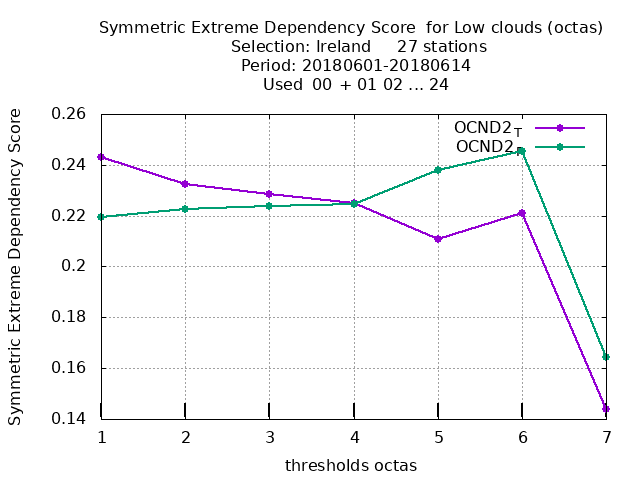 Symmetric Extreme Dependency Score for Low clouds (octas)
Selection: Ireland 27 stations
Period: 20180601-20180614
Used 00 + 01 02 ... 24
Symmetric Extreme Dependency Score
0.26
0.24
0.22
0.2
0.18
0.16
0.14
OCND2 T
OCND2
1 2 3 4 5 6 7
thresholds octas